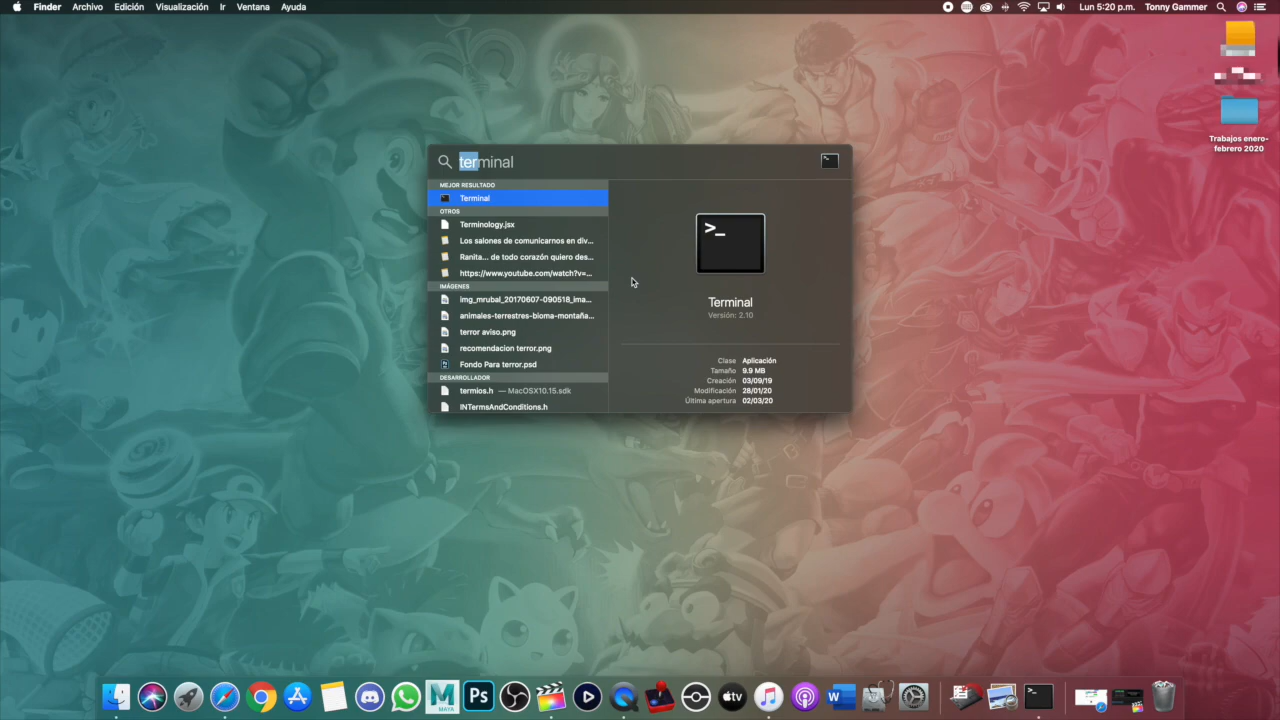 Finder Archivo Edición Visualización Ir Ventana Ayuda
Lun 5:20 p.m. Tonny Gammer
Trabajos enero-
febrero 2020
terminal
MEJOR RESULTADO
Terminal
OTROS
Terminology.jsx
Los salones de comunicarnos en div...
Ranita... de todo corazón quiero des...
https://www.youtube.com/watch?v=...
IMÁGENES
img_mrubal_20170607-090518_ima...
animales-terrestres-bioma-montaña...
terror aviso.png
recomendacion terror.png
Fondo Para terror.psd
DESARROLLADOR
termios.h — MacOSX10.15.sdk
INTermsAndConditions.h
>_
Terminal
Versión: 2.10
Clase Aplicación
Tamaño 9.9 MB
Creación 03/09/19
Modificación 28/01/20
Última apertura 02/03/20
MAYA
Ps
tv
W